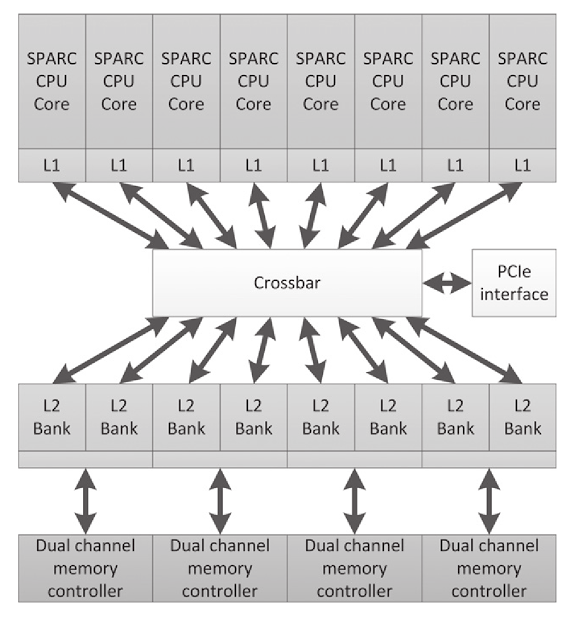 SPARC CPU Core
SPARC CPU Core
SPARC CPU Core
SPARC CPU Core
SPARC CPU Core
SPARC CPU Core
SPARC CPU Core
SPARC CPU Core
L1 L1 L1 L1 L1 L1 L1 L1
Crossbar
PCIe
interface
L2 Bank
L2 Bank
L2 Bank
L2 Bank
L2 Bank
L2 Bank
L2 Bank
L2 Bank
Dual channel
memory
controller
Dual channel
memory
controller
Dual channel
memory
controller
Dual channel
memory
controller